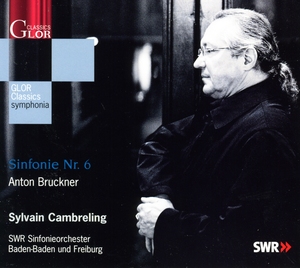 CLASSICS
GLOR
GLOR
Classics
symphonia
Sinfonie Nr. 6
Anton Bruckner
Sylvain Cambreling
SWR Sinfonieorchester
Baden-Baden und Freiburg
SWR